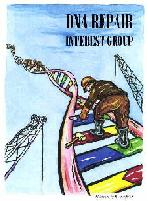 DNA REPAIR
INTEREST GROUP